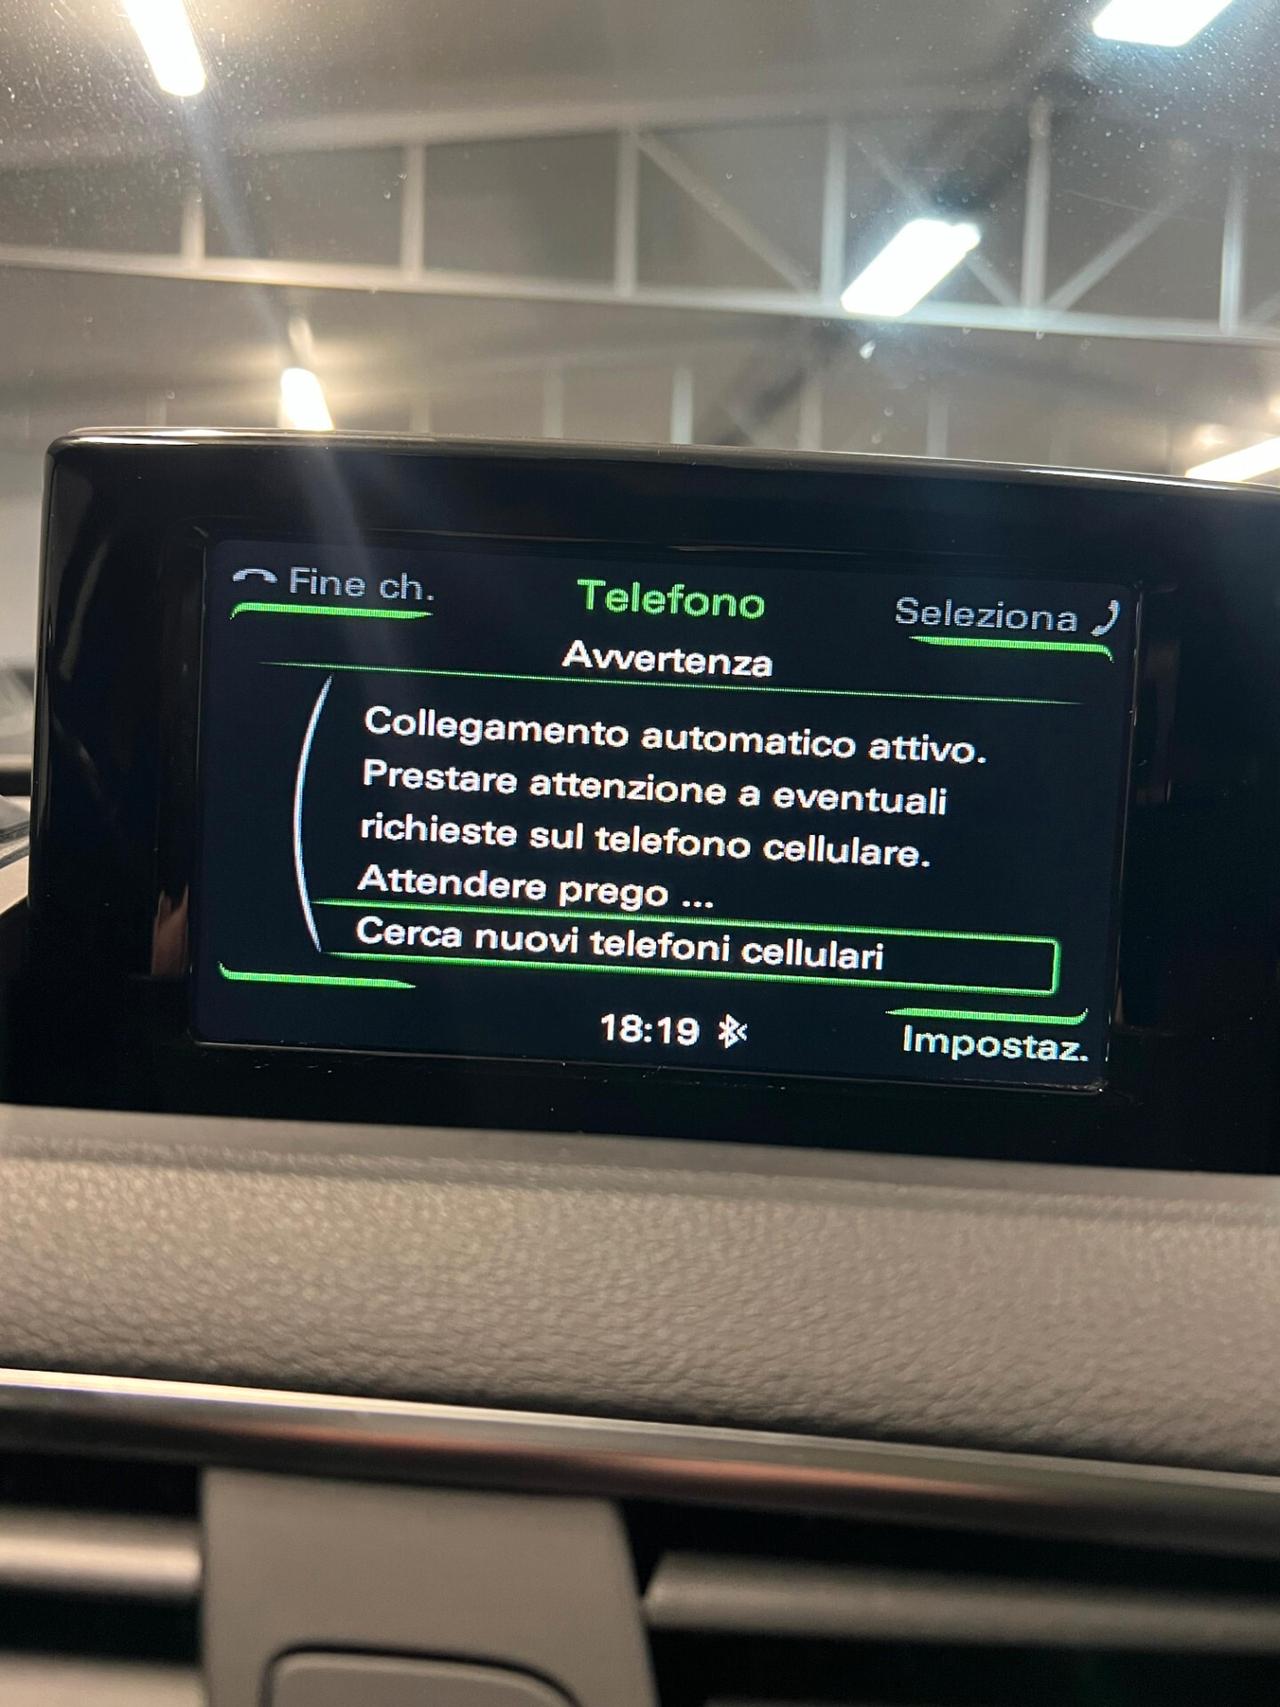 Fine ch.
Telefono
Seleziona
Avvertenza
Collegamento automatico attivo.
Prestare attenzione a eventuali
richieste sul telefono cellulare.
Attendere prego ...
Cerca nuovi telefoni cellulari
18:19
Impostaz.